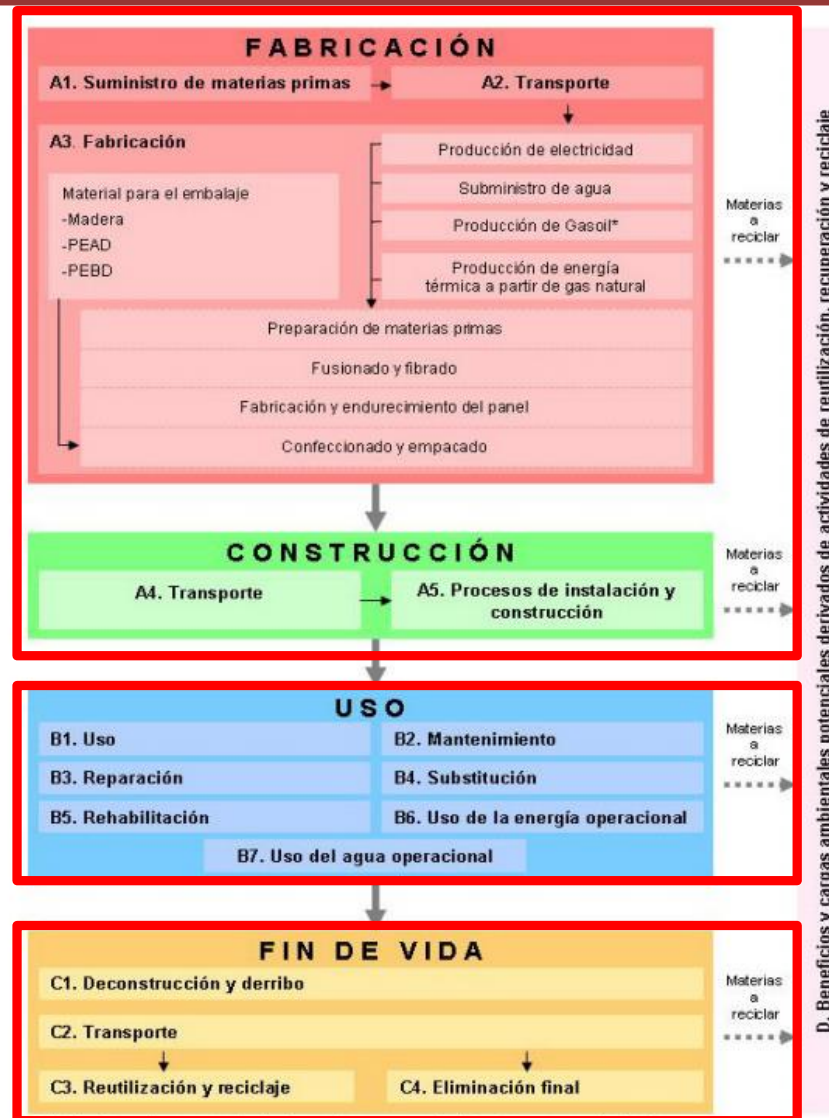 FABRICACIÓN
A1. Suministro de materias primas
A2. Transporte
A3. Fabricación
Material para el embalaje
-Madera
-PEAD
-PEBD
Producción de electricidad
Subministro de agua
Producción de Gasoil*
Producción de energía
térmica a partir de gas natural
Preparación de materias primas
Fusionado y fibrado
Fabricación y endurecimiento del panel
Confeccionado y empacado
Materias
a
reciclar
CONSTRUCCIÓN
A4. Transporte
A5. Procesos de instalación y
construcción
Materias
a
reciclar
USO
B1. Uso
B2. Mantenimiento
B3. Reparación
B4. Substitución
B5. Rehabilitación
B6. Uso de la energía operacional
B7. Uso del agua operacional
Materias
a
reciclar
FIN DE VIDA
C1. Deconstrucción y derribo
C2. Transporte
C3. Reutilización y reciclaje
C4. Eliminación final
Materias
a
reciclar
D. Beneficios y cargas ambientales potenciales derivados de actividades de reutilización, recuperación y reciclaje